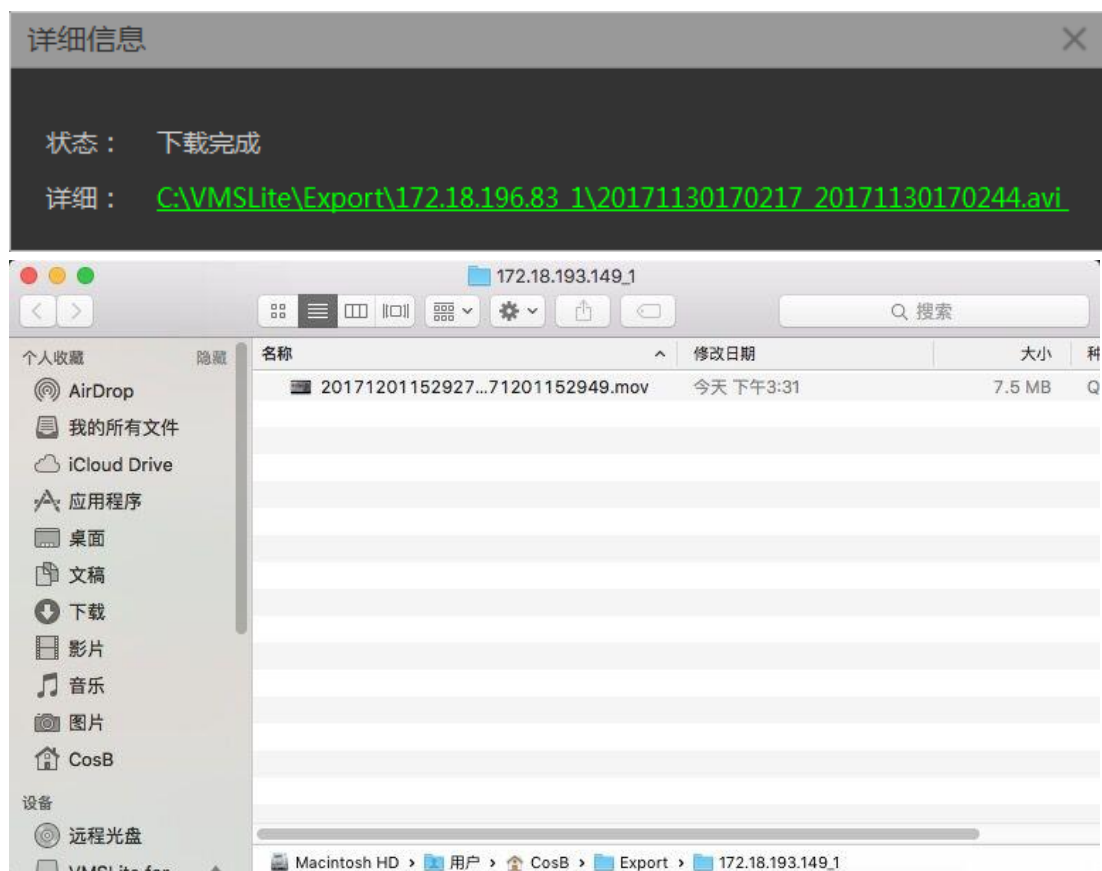 详细信息
状态： 下载完成
详细： C:\VMSLite\Export\172.18.196.83_1\20171130170217_20171130170244.avi
172.18.193.149_1
搜索
个人收藏 隐藏
AirDrop
我的所有文件
iCloud Drive
应用程序
桌面
文稿
下载
影片
音乐
图片
CosB
设备
远程光盘
名称 修改日期 大小
20171201152927...71201152949.mov 今天 下午3:31 7.5 MB Q
Macintosh HD › 用户 › CosB › Export › 172.18.193.149_1